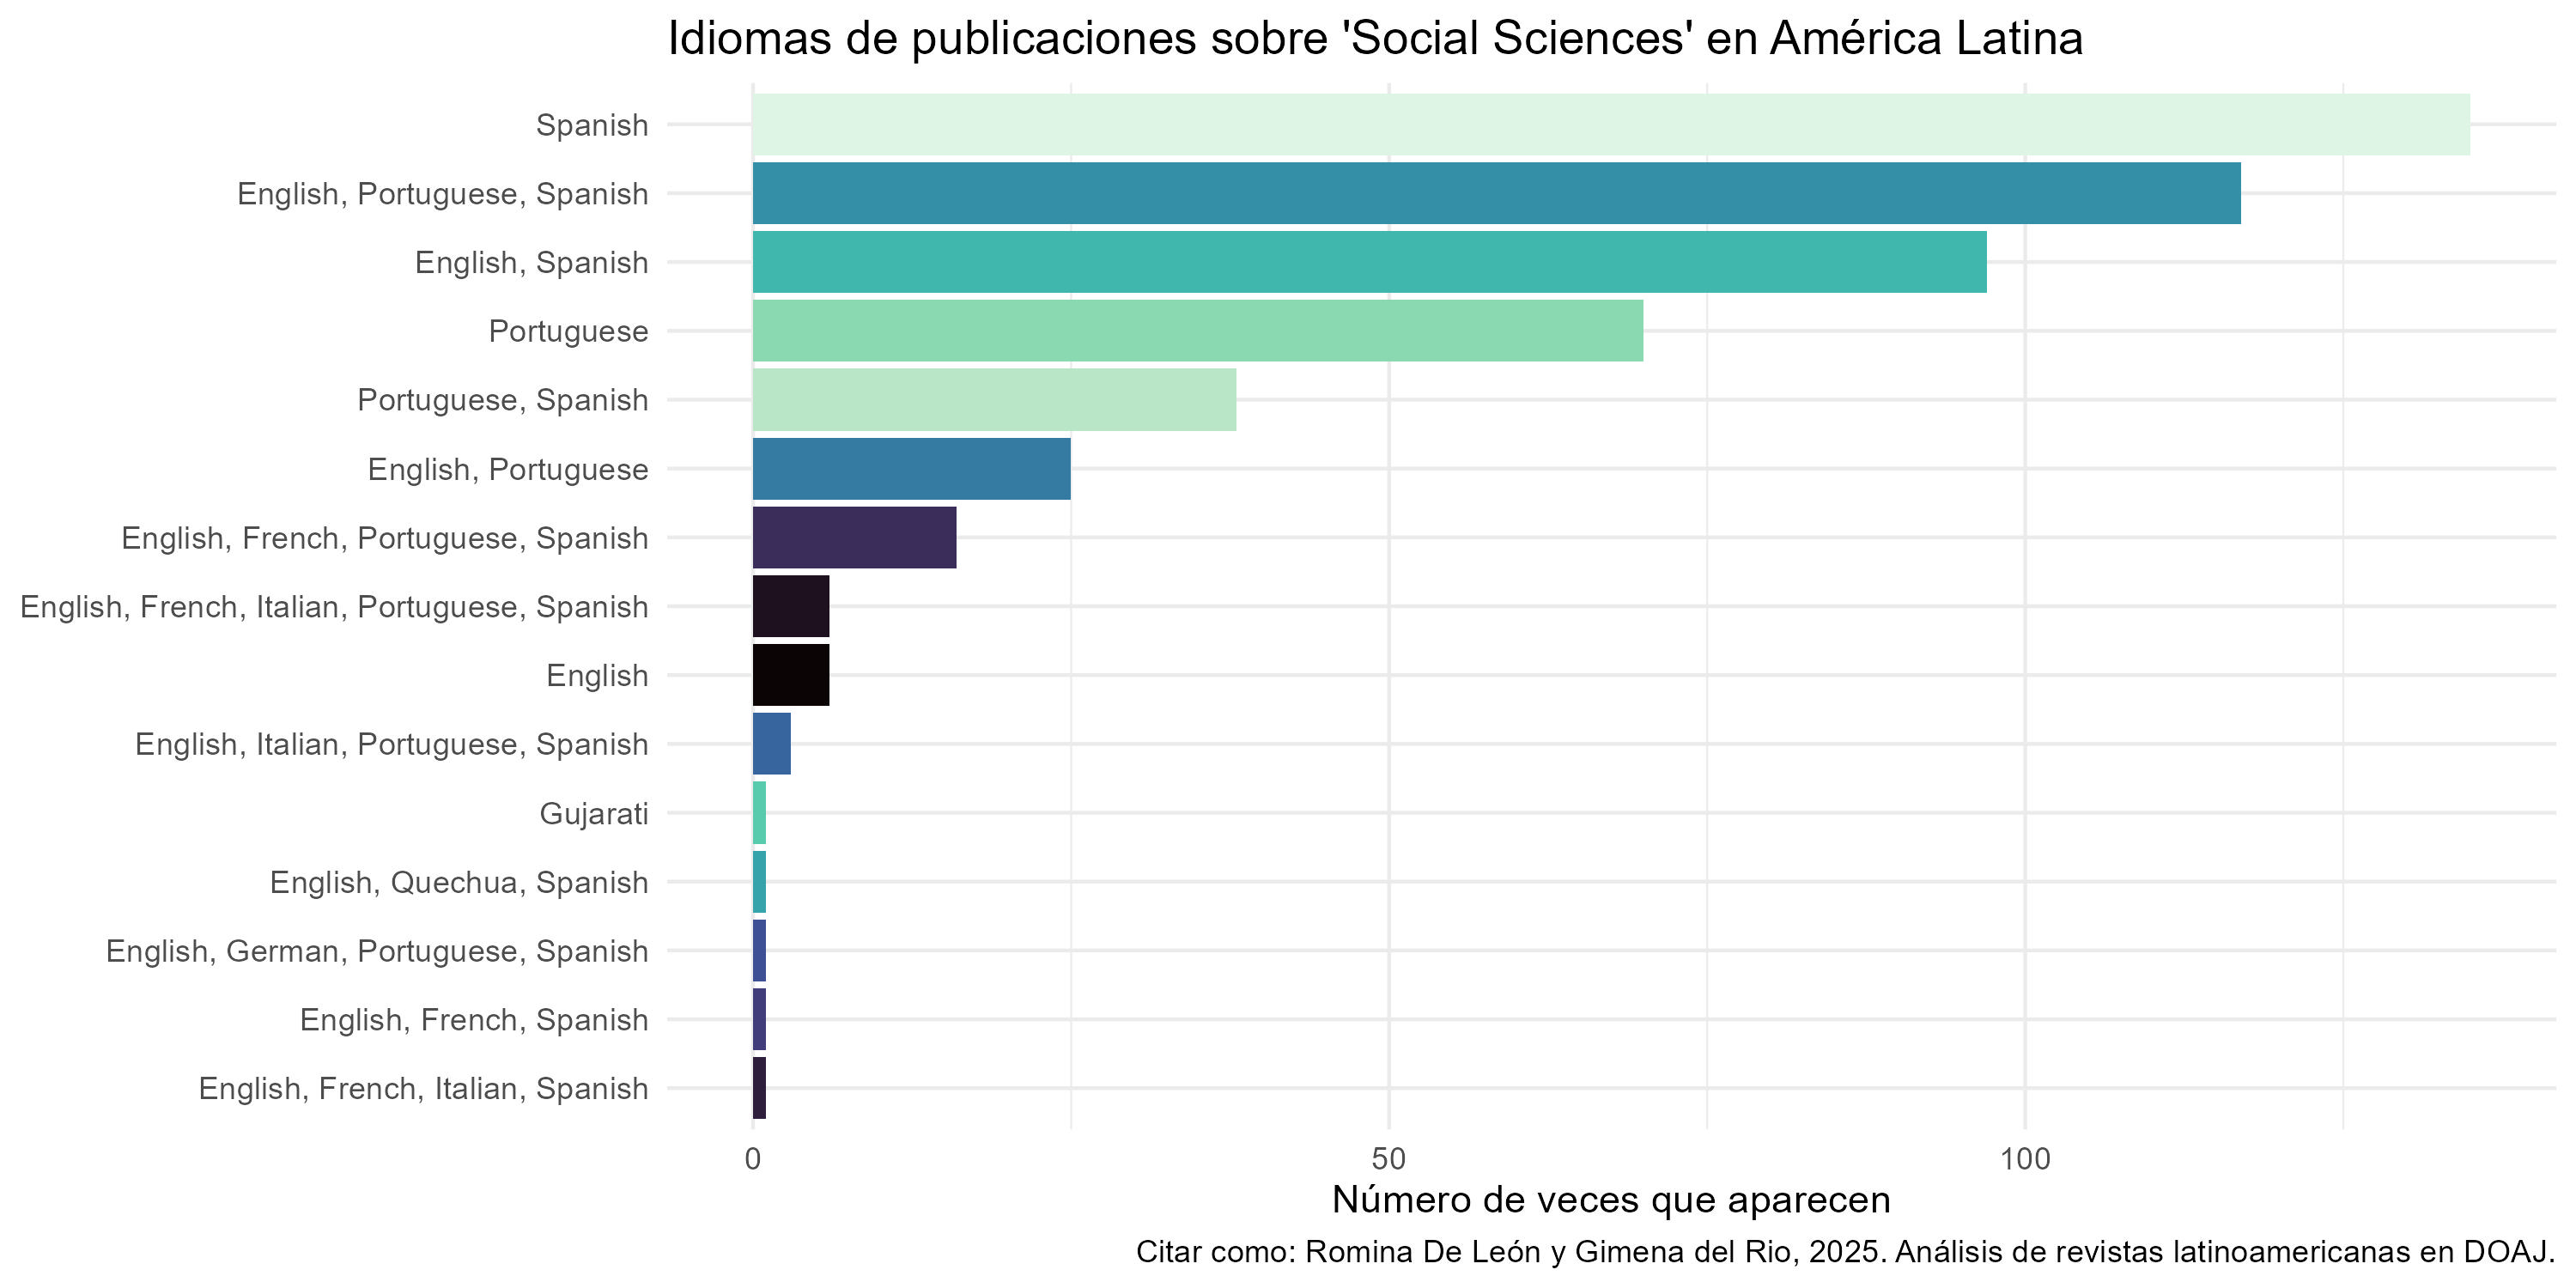 Idiomas de publicaciones sobre 'Social Sciences' en América Latina
Spanish
English, Portuguese, Spanish
English, Spanish
Portuguese
Portuguese, Spanish
English, Portuguese
English, French, Portuguese, Spanish
English, French, Italian, Portuguese, Spanish
English
English, Italian, Portuguese, Spanish
Gujarati
English, Quechua, Spanish
English, German, Portuguese, Spanish
English, French, Spanish
English, French, Italian, Spanish
0 50 100
Número de veces que aparecen
Citar como: Romina De León y Gimena del Rio, 2025. Análisis de revistas latinoamericanas en DOAJ.